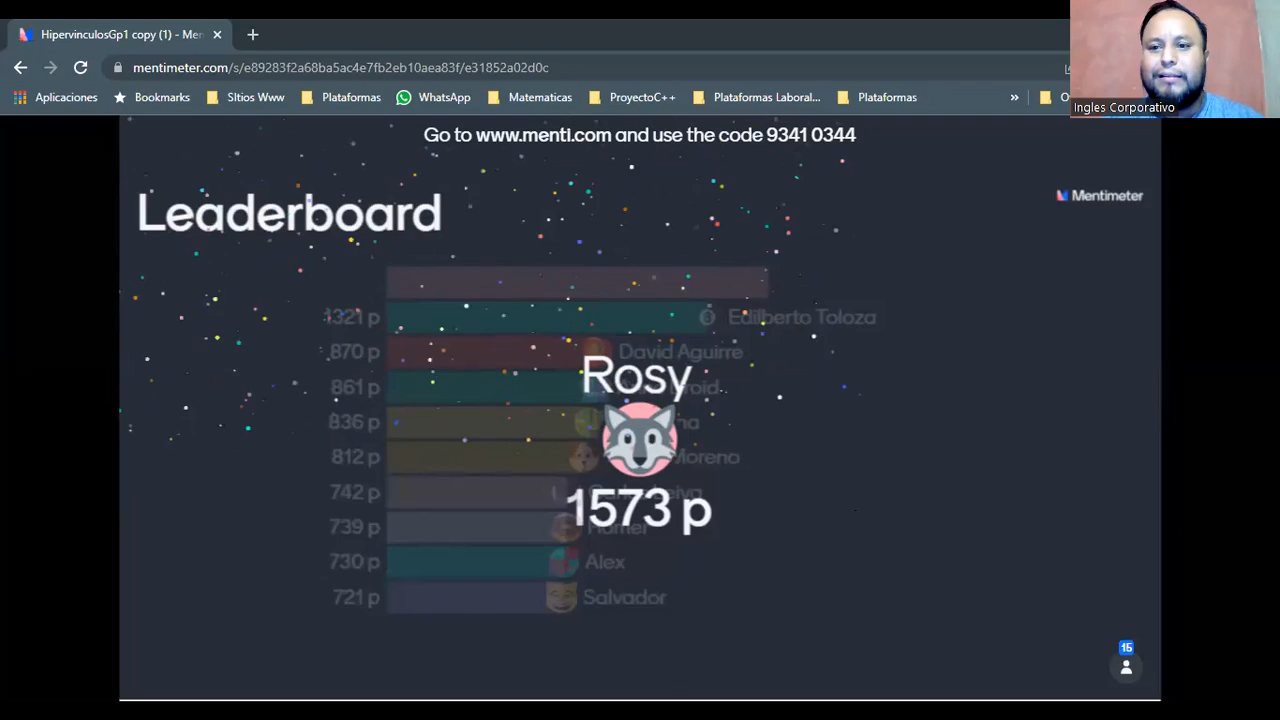 HipervinculosGp1 copy (1) - Men
mentimeter.com/s/e89283f2a68ba5ac4e7fb2eb10aea83f/e31852a02d0c
Aplicaciones Bookmarks SItios Www Plataformas WhatsApp Matematicas ProyectoC++ Plataformas Laboral... Plataformas » O
Ingles Corporativo
Go to www.menti.com and use the code 9341 0344
Leaderboard
Mentimeter
1321 p Edilberto Toloza
870 p David Aguirre
Rosy
861 p
836 p
812 p Moreno
742 p
1573 p
739 p Homer
730 p Alex
721 p Salvador
15